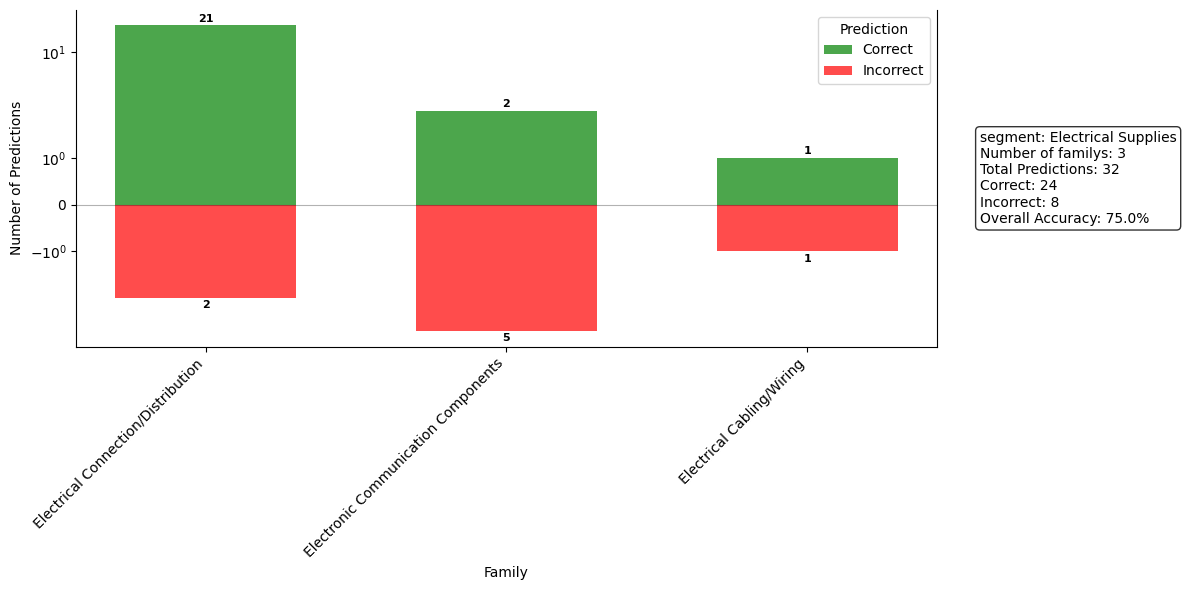 21
10¹
10⁰
0
−10⁰
Number of Predictions
2
2
5
1
1
Prediction
Correct
Incorrect
segment: Electrical Supplies
Number of familys: 3
Total Predictions: 32
Correct: 24
Incorrect: 8
Overall Accuracy: 75.0%
Electrical Connection/Distribution
Electronic Communication Components
Electrical Cabling/Wiring
Family